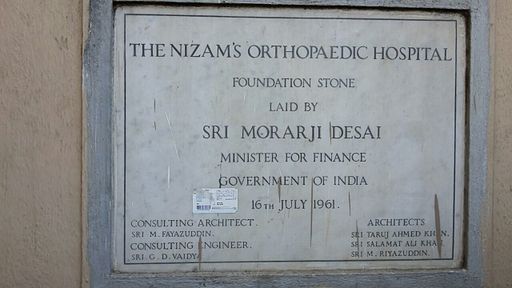 THE NIZAM'S ORTHOPAEDIC HOSPITAL
FOUNDATION STONE
LAID BY
SRI MORARJI DESAI
MINISTER FOR FINANCE
GOVERNMENT OF INDIA
16TH JULY 1961.
CONSULTING ARCHITECT.
SRI M. FAYAZUDDIN.
CONSULTING ENGINEER.
SRI G. D. VAIDYA
ARCHITECTS
SRI TARUJ AHMED KHAN.
SRI SALAMAT ALI KHAN.
SRI M. RIYAZUDDIN.